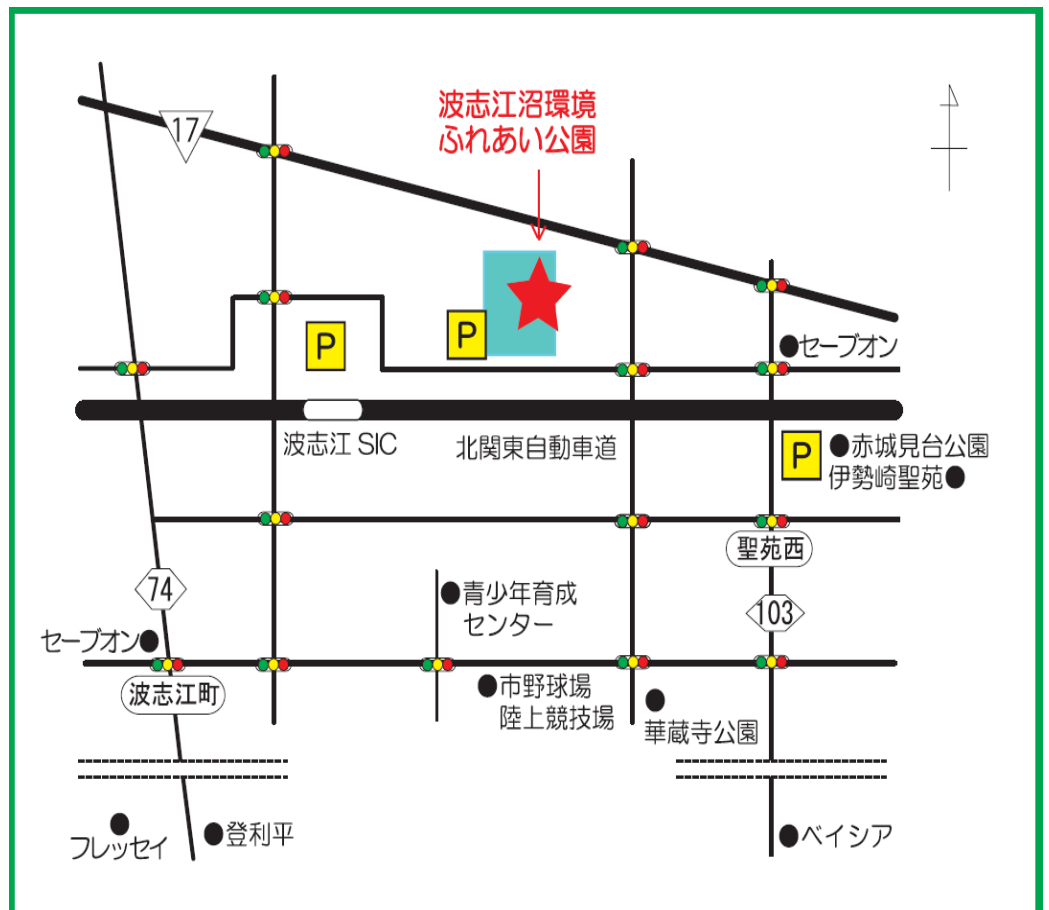 波志江沼環境
ふれあい公園
17
P
P
セーブオン
波志江 SIC
北関東自動車道
P
赤城見台公園
伊勢崎聖苑
聖苑西
74
青少年育成
センター
103
セーブオン
波志江町
市野球場
陸上競技場
華蔵寺公園
フレッセイ
登利平
ベイシア